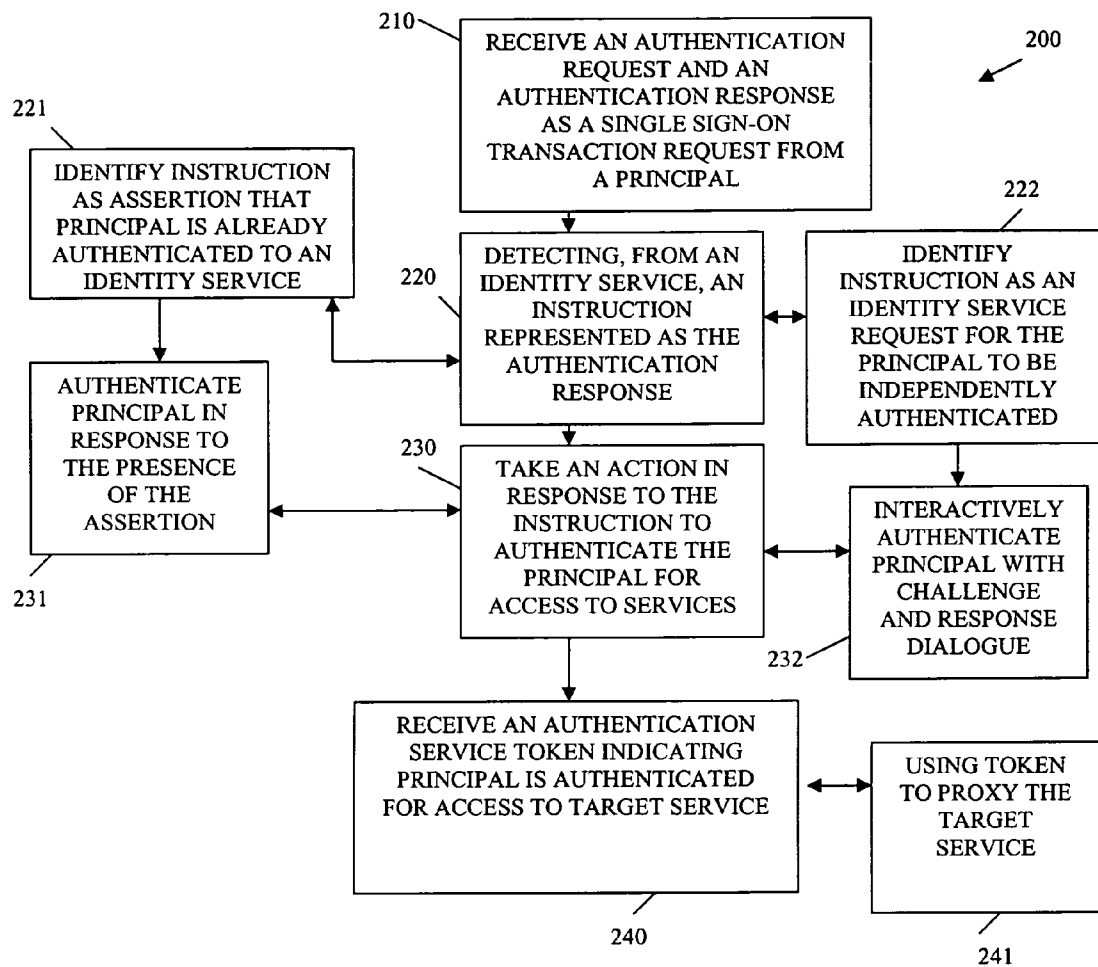 210
RECEIVE AN AUTHENTICATION
REQUEST AND AN
AUTHENTICATION RESPONSE
AS A SINGLE SIGN-ON
TRANSACTION REQUEST FROM
A PRINCIPAL
200
221
IDENTIFY INSTRUCTION
AS ASSERTION THAT
PRINCIPAL IS ALREADY
AUTHENTICATED TO AN
IDENTITY SERVICE
220
DETECTING, FROM AN
IDENTITY SERVICE, AN
INSTRUCTION
REPRESENTED AS THE
AUTHENTICATION
RESPONSE
222
IDENTIFY
INSTRUCTION AS AN
IDENTITY SERVICE
REQUEST FOR THE
PRINCIPAL TO BE
INDEPENDENTLY
AUTHENTICATED
AUTHENTICATE
PRINCIPAL IN
RESPONSE TO
THE PRESENCE
OF THE
ASSERTION
231
230
TAKE AN ACTION IN
RESPONSE TO THE
INSTRUCTION TO
AUTHENTICATE THE
PRINCIPAL FOR
ACCESS TO SERVICES
INTERACTIVELY
AUTHENTICATE
PRINCIPAL WITH
CHALLENGE
AND RESPONSE
DIALOGUE
232
RECEIVE AN AUTHENTICATION
SERVICE TOKEN INDICATING
PRINCIPAL IS AUTHENTICATED
FOR ACCESS TO TARGET SERVICE
240
USING TOKEN
TO PROXY THE
TARGET
SERVICE
241